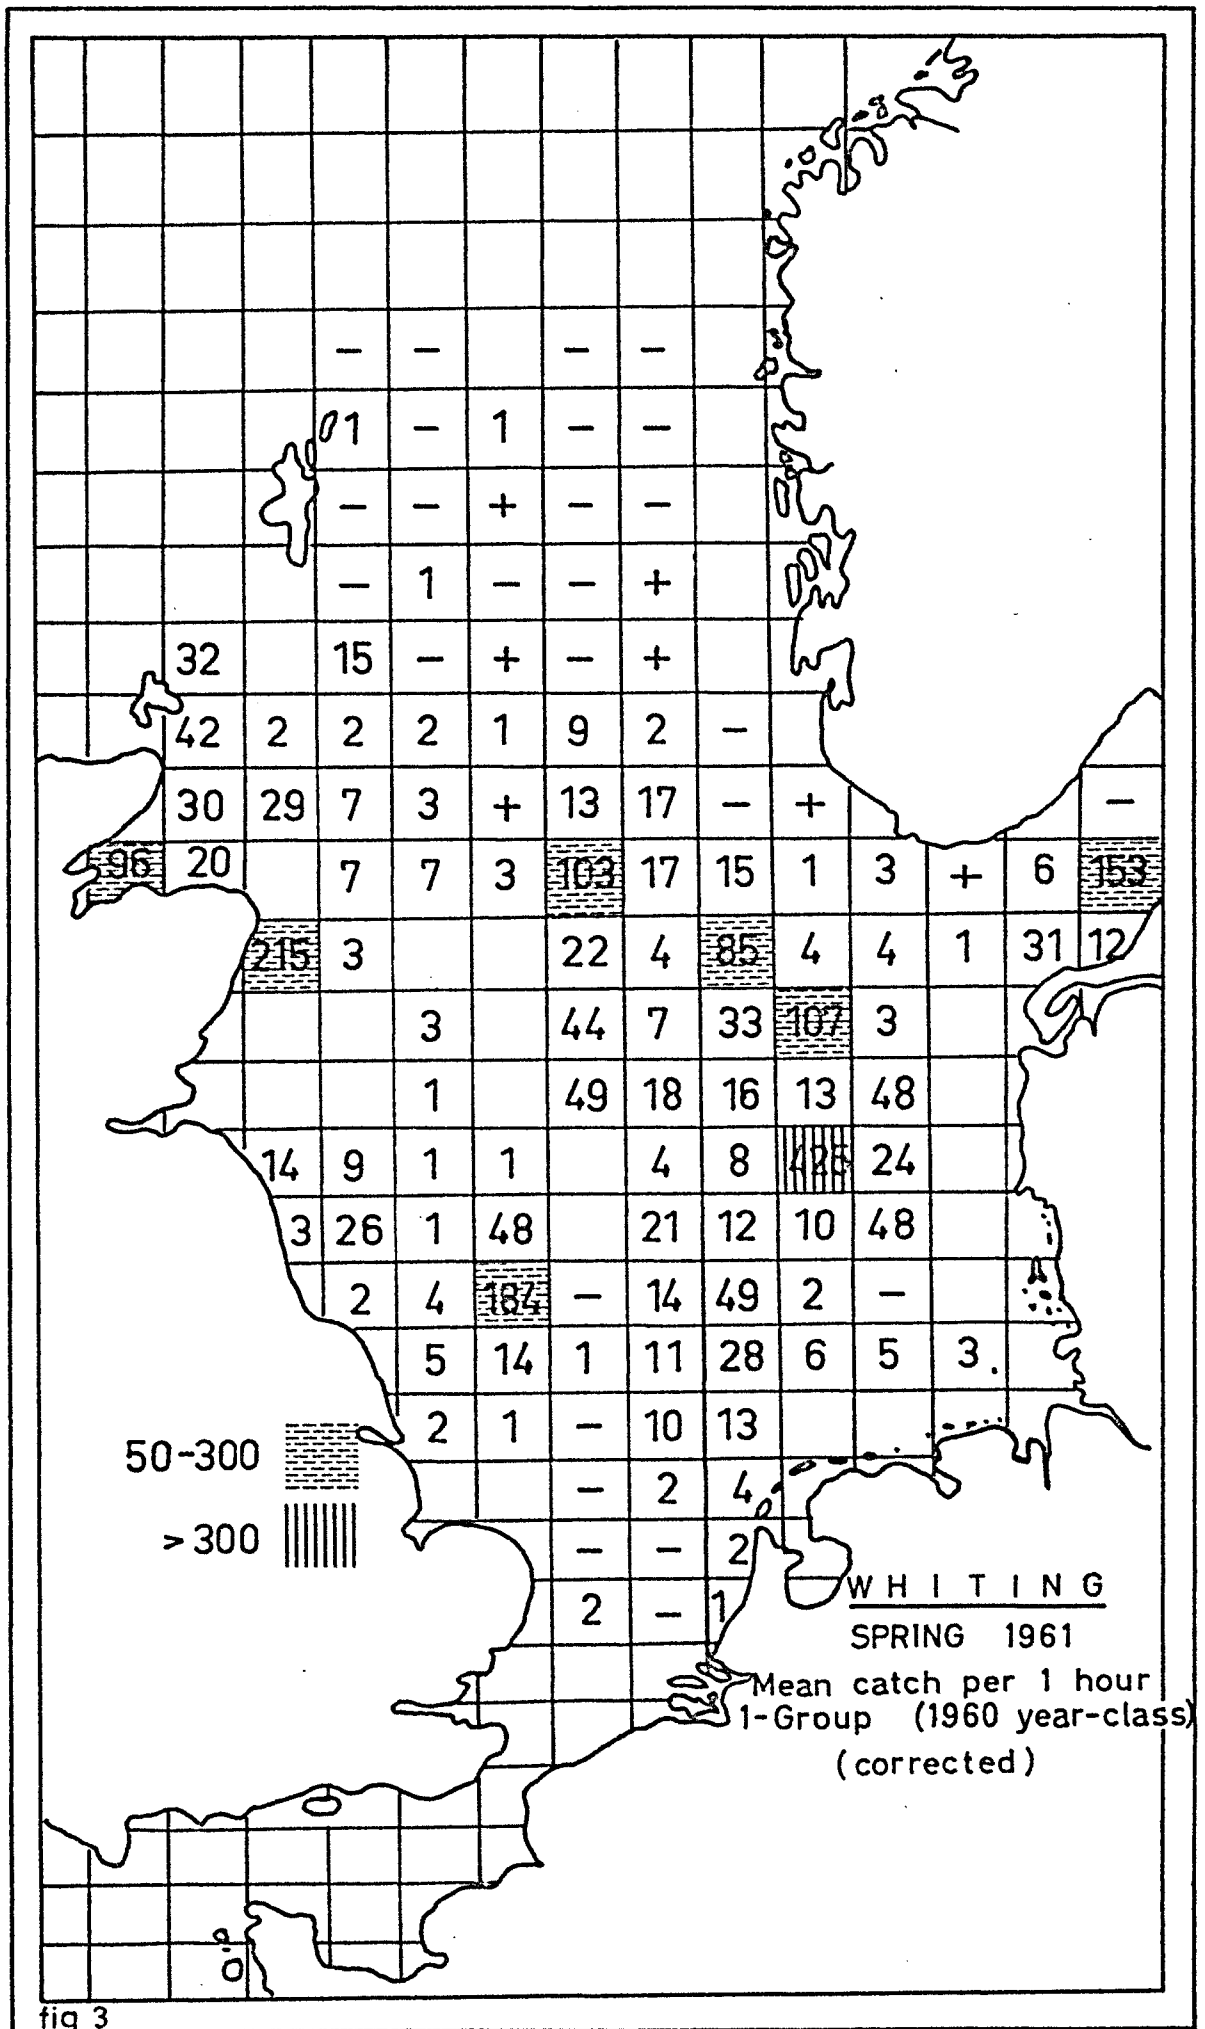 – – – –
1 – 1 – –
– – + – –
– 1 – – +
32 15 – + – +
42 2 2 2 1 9 2 –
30 29 7 3 + 13 17 – + –
96 20 7 7 3 103 17 15 1 3 + 6 153
215 3 22 4 85 4 4 1 31 12
3 44 7 33 107 3
1 49 18 16 13 48
14 9 1 1 4 8 24
3 26 1 48 21 12 10 48
2 4 184 – 14 49 2 –
5 14 1 11 28 6 5 3.
2 1 – 10 13
50-300
– 2 4
>300
– – 2
WHITING
2 – 1
SPRING 1961
Mean catch per 1 hour
1-Group (1960 year-class)
(corrected)
fig 3